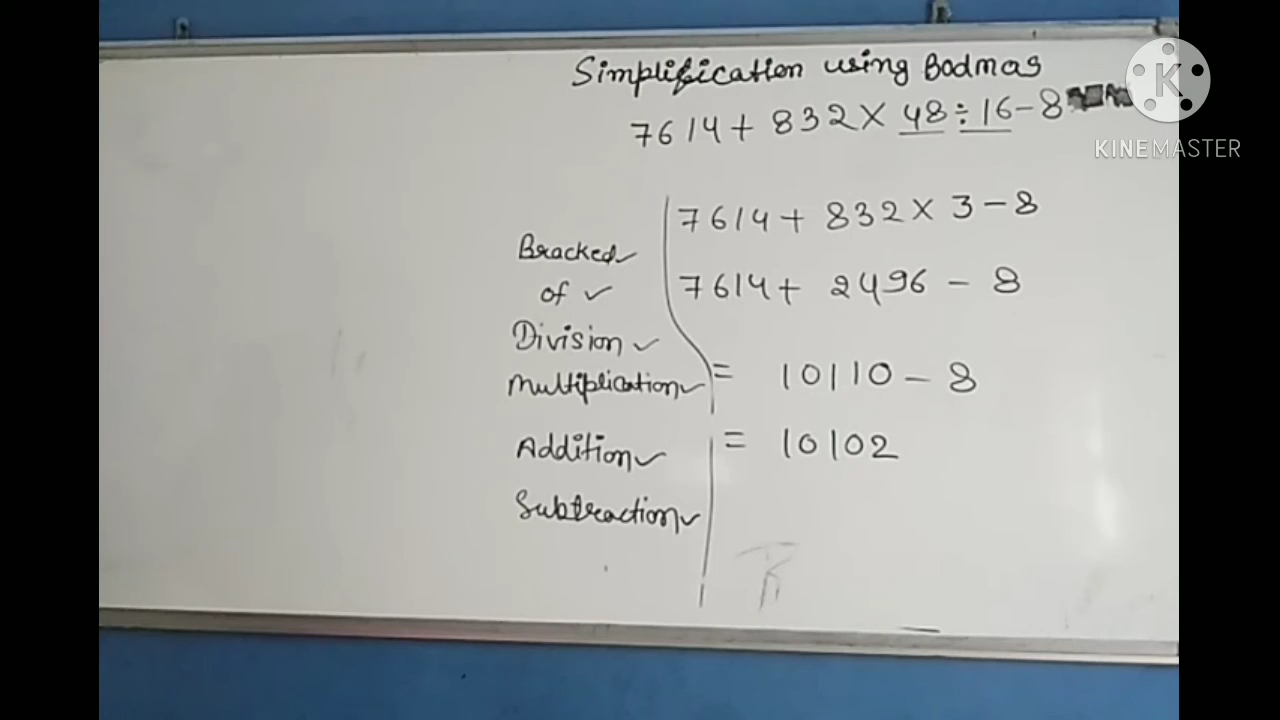 Simplification using Bodmas
7614 + 832 × 48 ÷ 16 - 8
7614 + 832 × 3 - 8
7614 + 2496 - 8
= 10110 - 8
= 10102
Bracked ✓
of ✓
Division ✓
Multiplication ✓
Addition ✓
Subtraction ✓
K
KINEMASTER